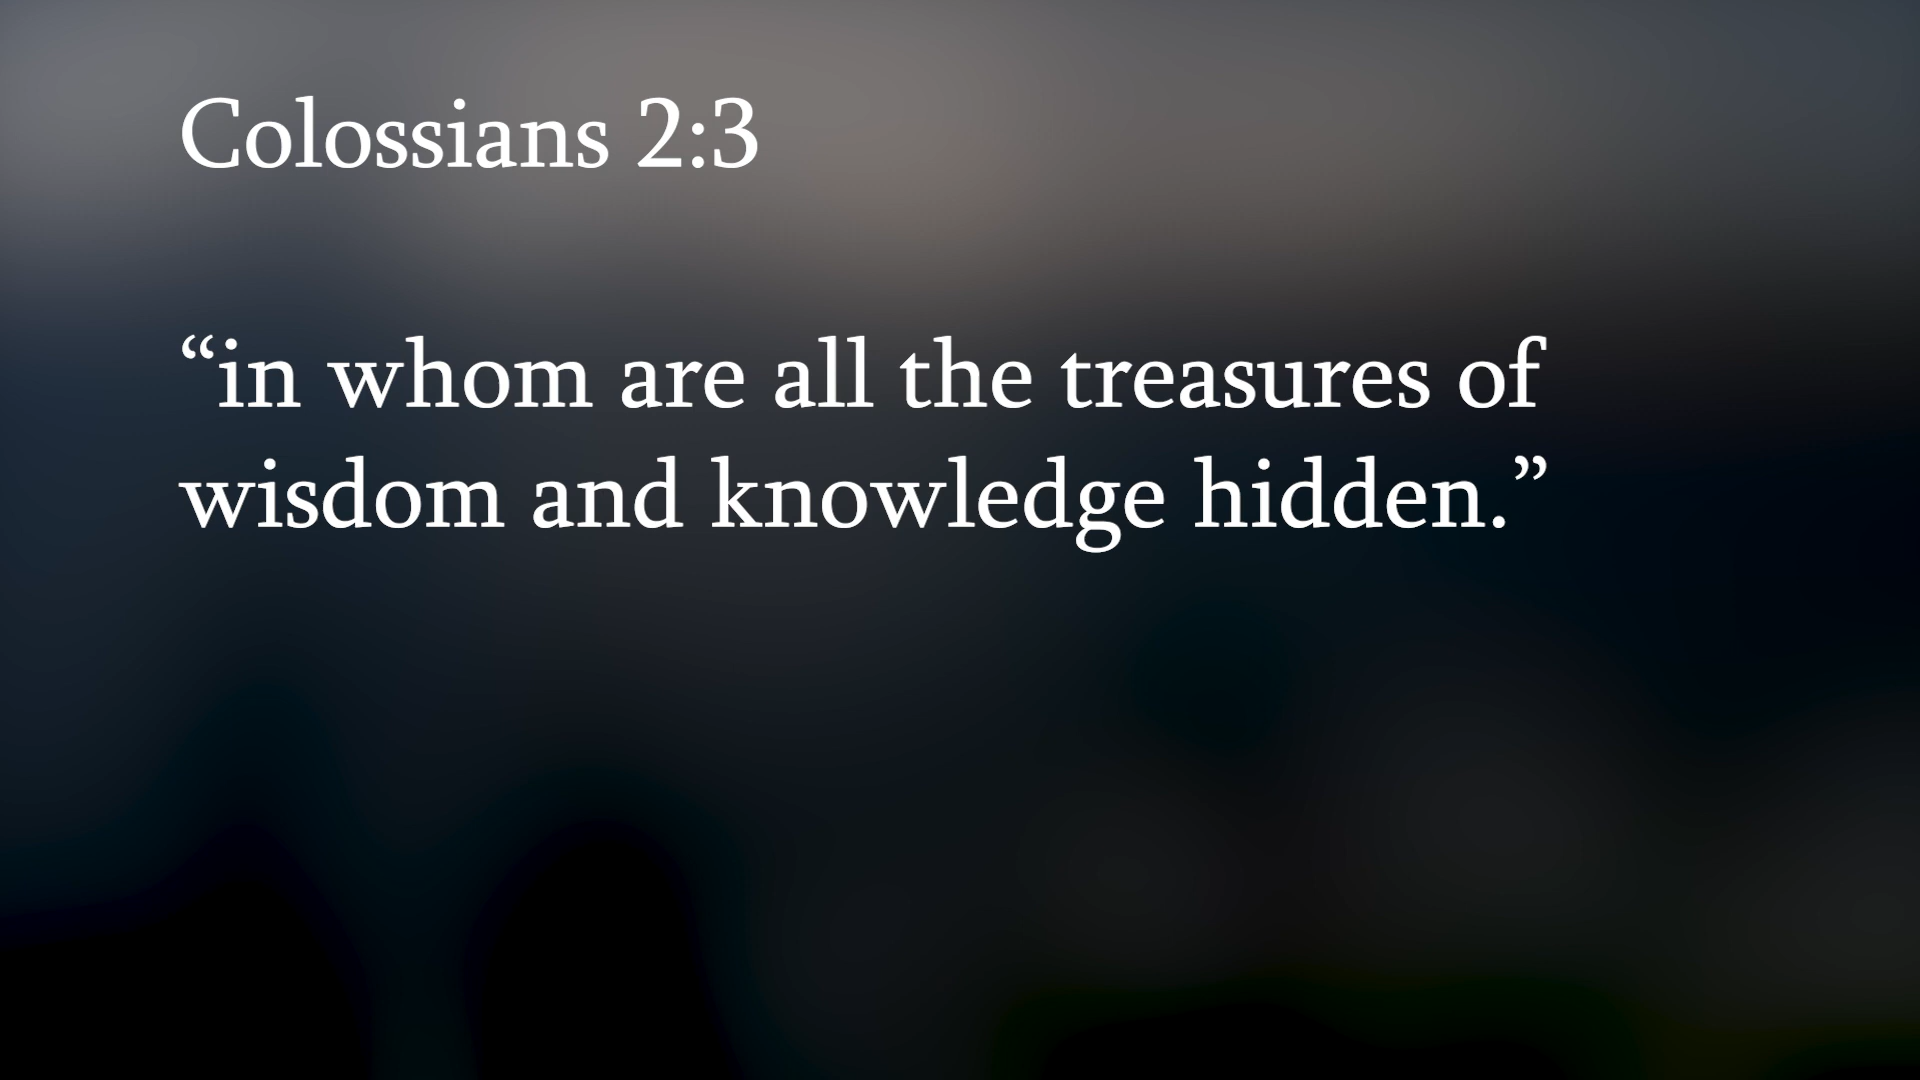 Colossians 2:3
“in whom are all the treasures of
wisdom and knowledge hidden.”